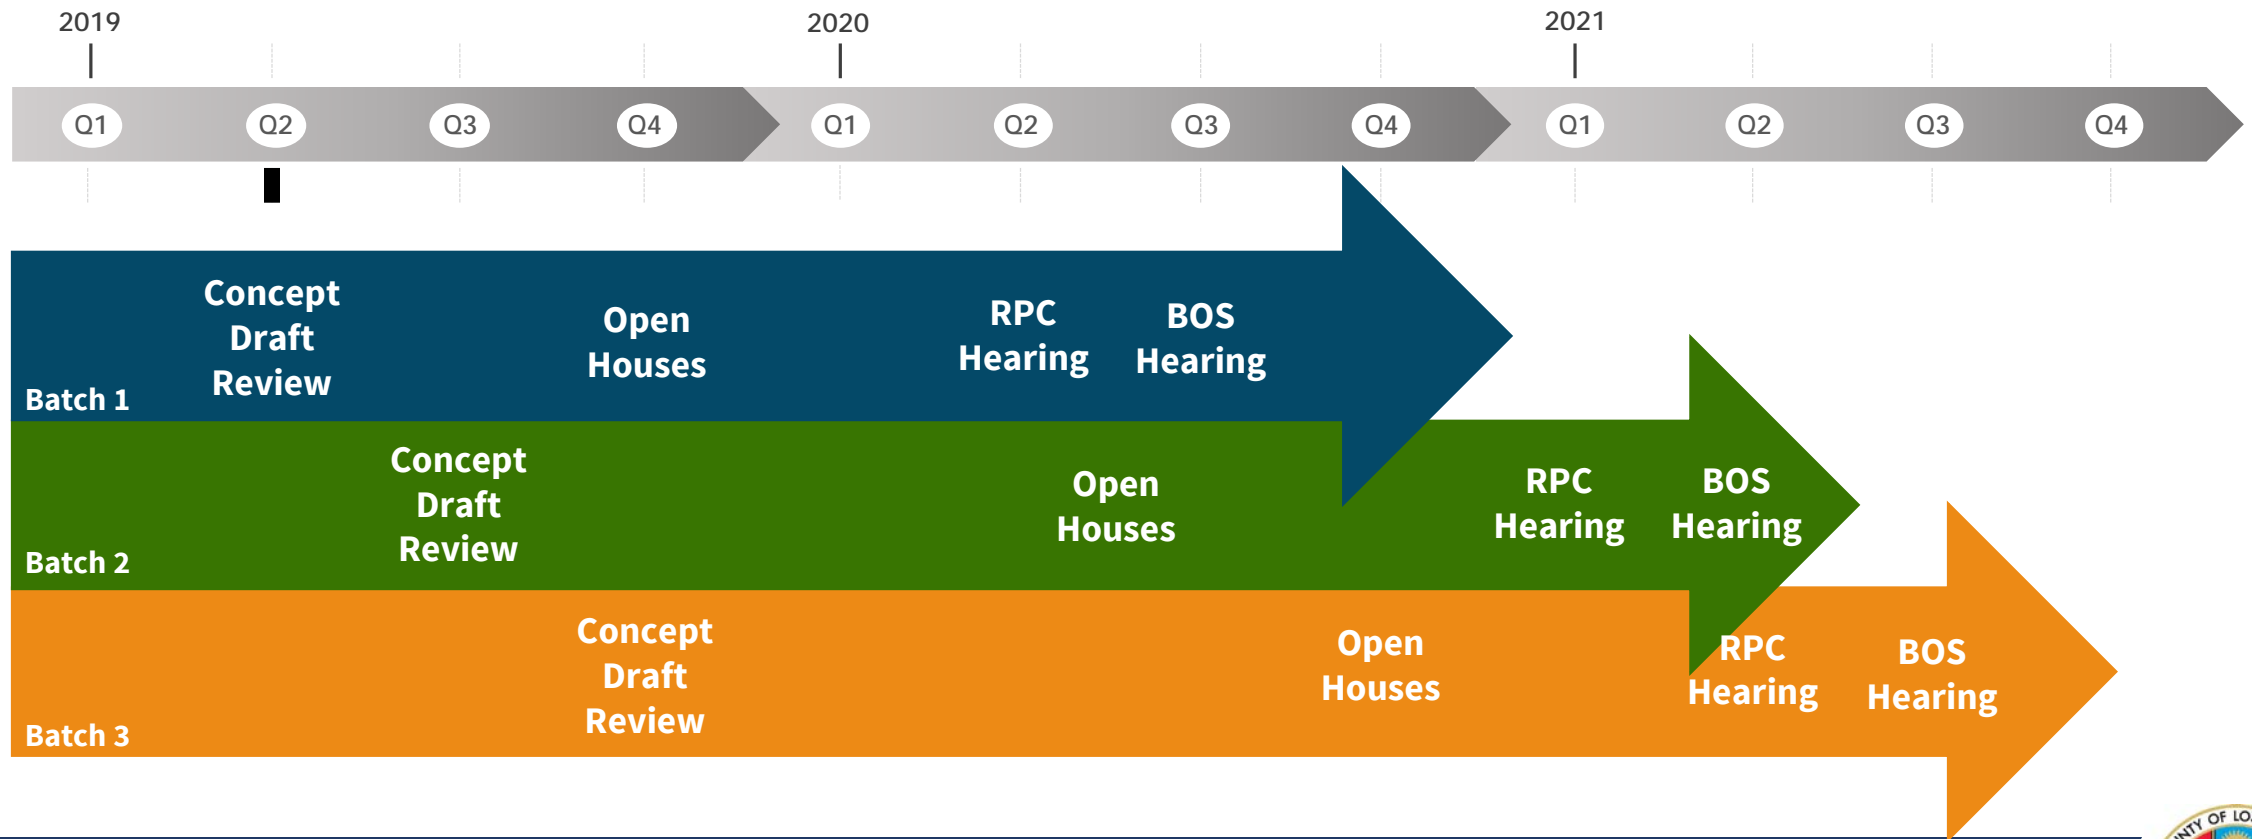 2019
2020
2021
Q1
Q2
Q3
Q4
Q1
Q2
Q3
Q4
Q1
Q2
Q3
Q4
Concept
Draft
Review
Open
Houses
RPC
Hearing
BOS
Hearing
Batch 1
Concept
Draft
Review
Open
Houses
RPC
Hearing
BOS
Hearing
Batch 2
Concept
Draft
Review
Open
Houses
RPC
Hearing
BOS
Hearing
Batch 3